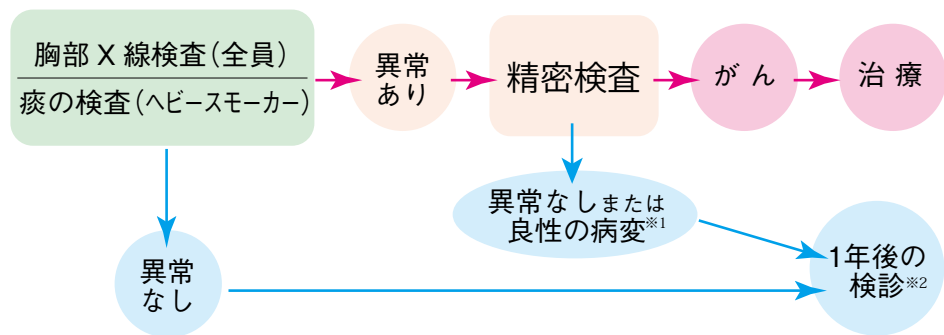 胸部 X 線検査（全員）
痰の検査（ヘビースモーカー）
異常
あり
精密検査
がん
治療
異常なしまたは
良性の病変※1
異常
なし
1年後の
検診※2